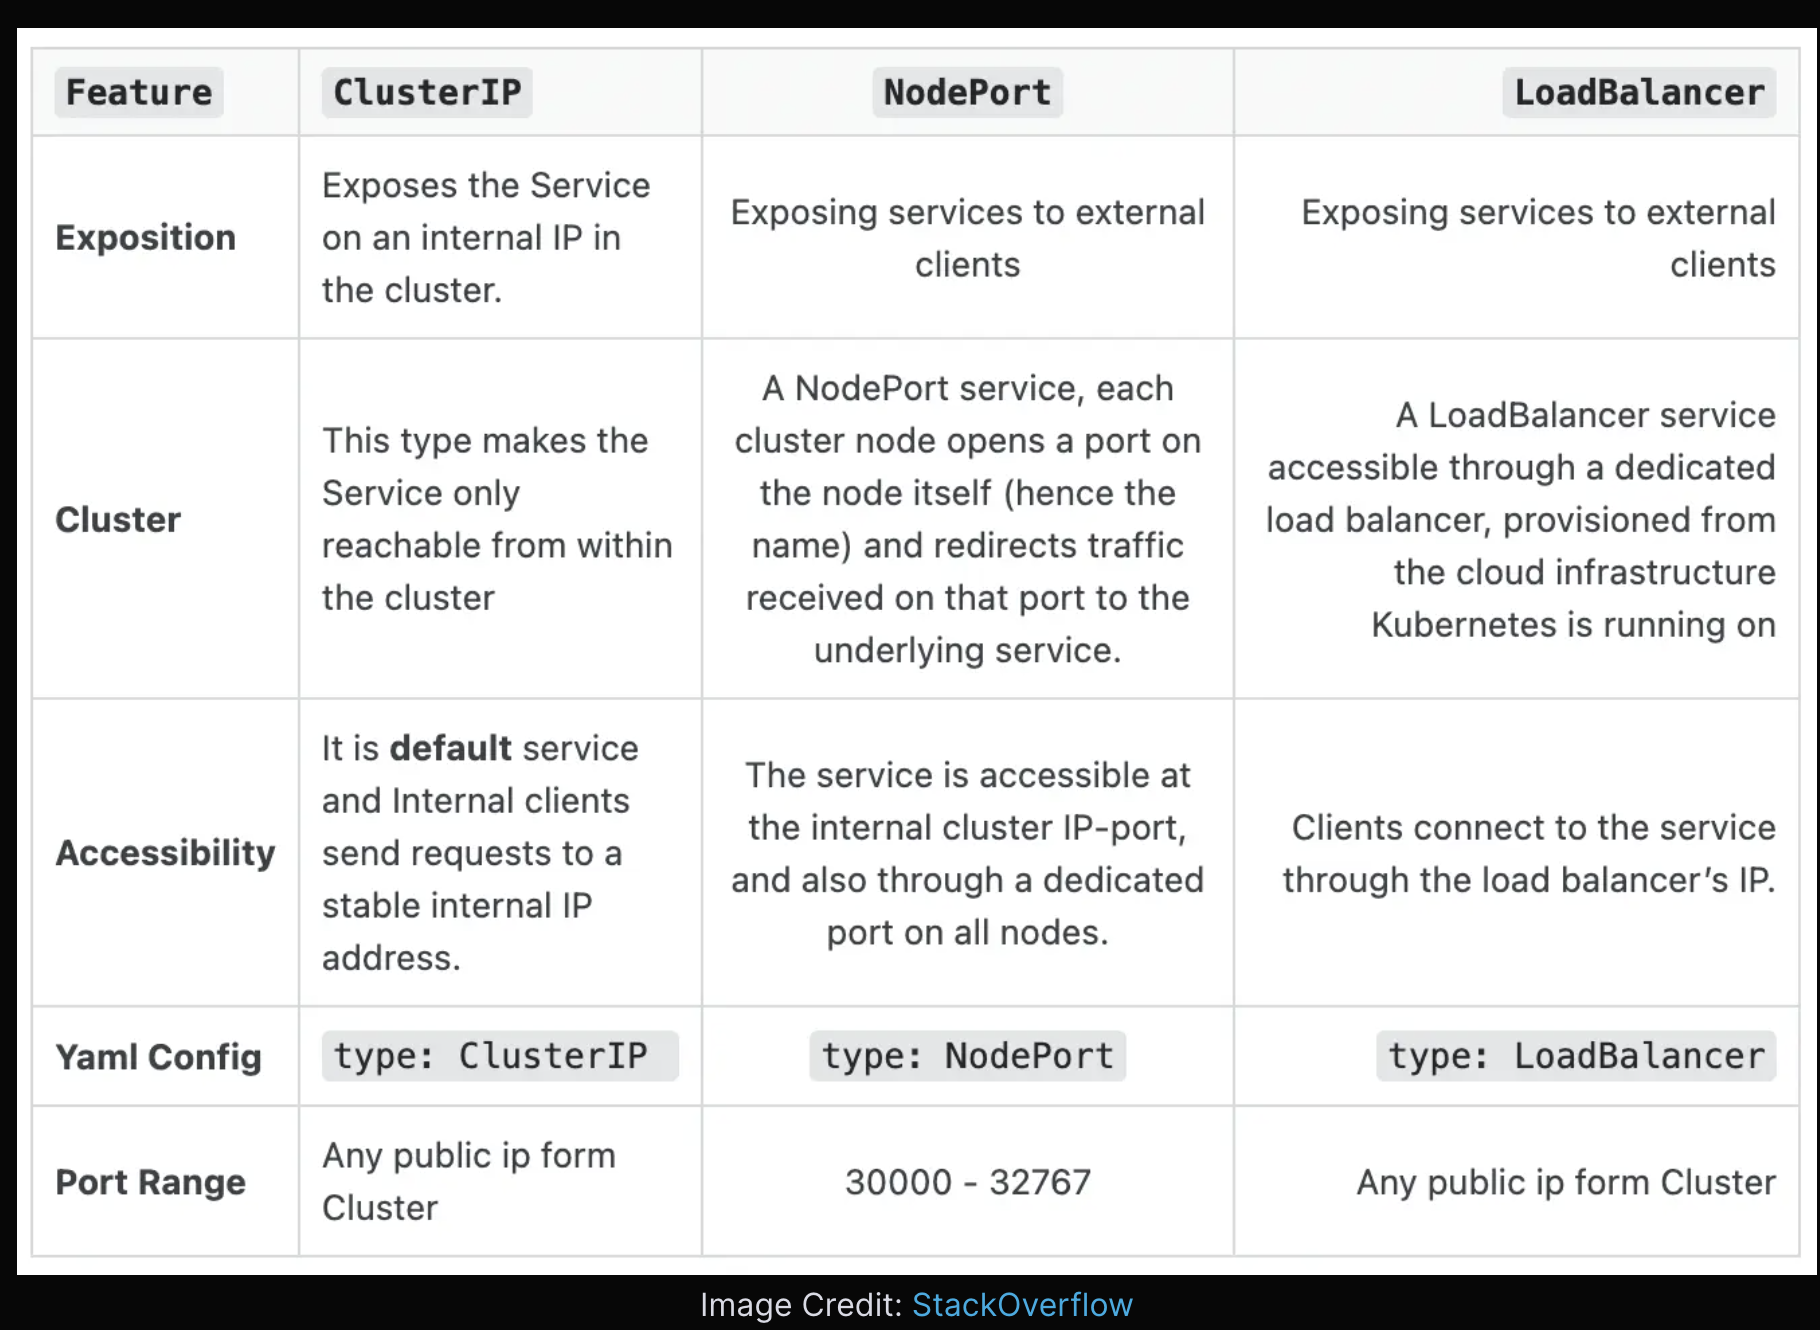 Feature
ClusterIP
NodePort
LoadBalancer
Exposition
Exposes the Service
on an internal IP in
the cluster.
Exposing services to external
clients
Exposing services to external
clients
Cluster
This type makes the
Service only
reachable from within
the cluster
A NodePort service, each
cluster node opens a port on
the node itself (hence the
name) and redirects traffic
received on that port to the
underlying service.
A LoadBalancer service
accessible through a dedicated
load balancer, provisioned from
the cloud infrastructure
Kubernetes is running on
Accessibility
It is default service
and Internal clients
send requests to a
stable internal IP
address.
The service is accessible at
the internal cluster IP-port,
and also through a dedicated
port on all nodes.
Clients connect to the service
through the load balancer’s IP.
Yaml Config
type: ClusterIP
type: NodePort
type: LoadBalancer
Port Range
Any public ip form
Cluster
30000 - 32767
Any public ip form Cluster
Image Credit: StackOverflow